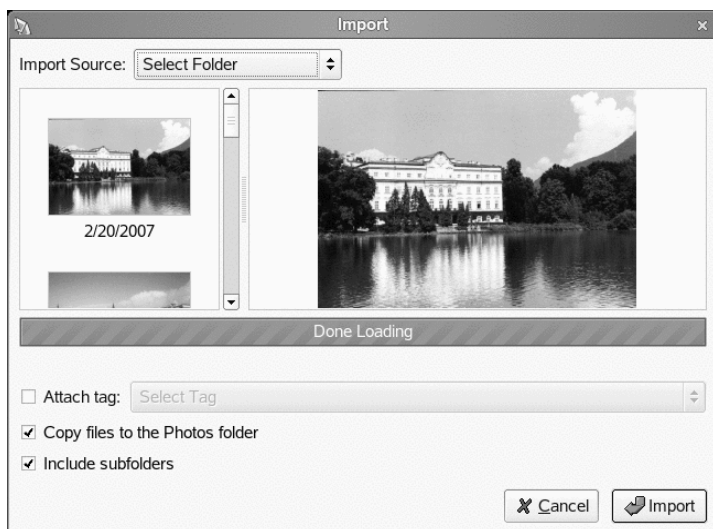 Import
Import Source: Select Folder
2/20/2007
Done Loading
Attach tag: Select Tag
Copy files to the Photos folder
Include subfolders
Cancel Import